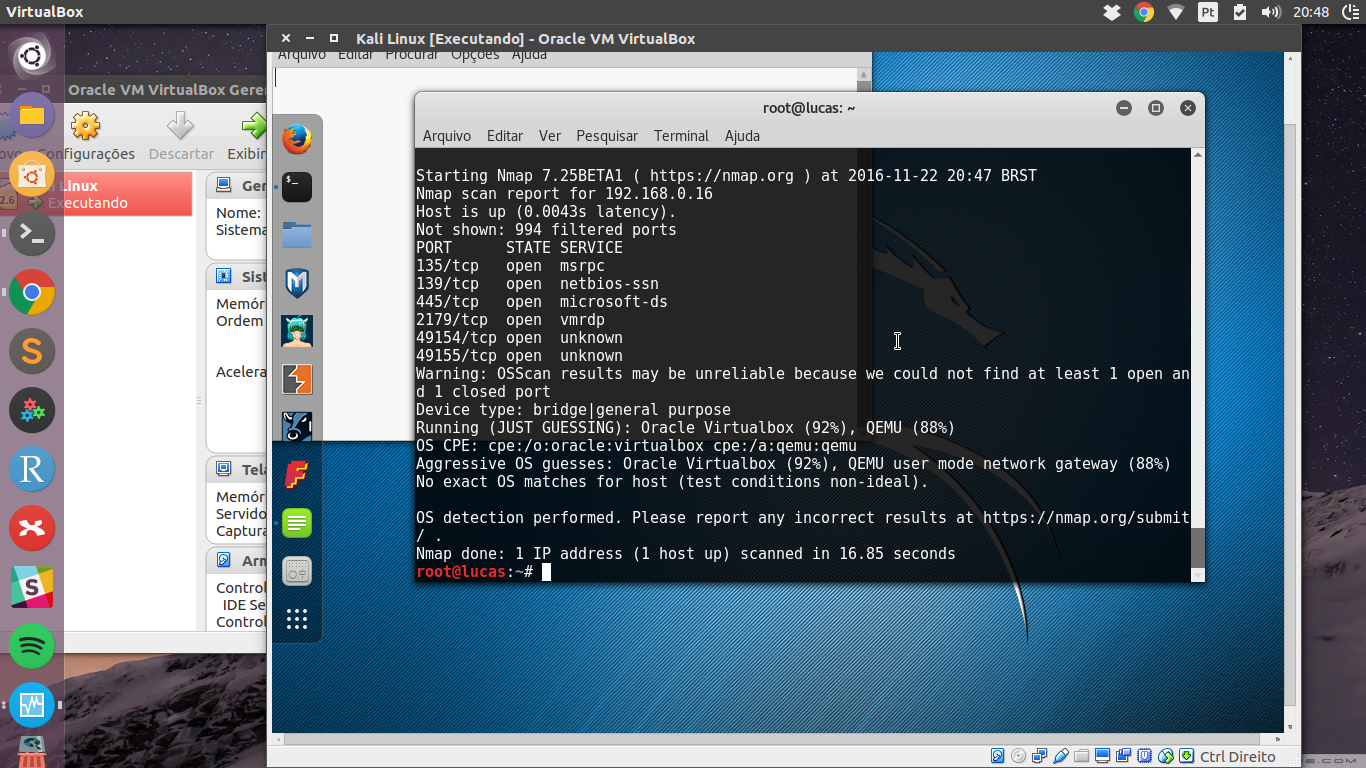 VirtualBox
Pt
20:48
Kali Linux [Executando] - Oracle VM VirtualBox
Arquivo Editar Procurar Opções Ajuda
Oracle VM VirtualBox Geren
Configurações
Descartar
Exibir
Linux
Executando
Nome:
Sistema
Sist
Memór
Ordem
Acelera
Tela
Memór
Servido
Captura
Control
IDE Se
Control
root@lucas: ~
Arquivo Editar Ver Pesquisar Terminal Ajuda
Starting Nmap 7.25BETA1 ( https://nmap.org ) at 2016-11-22 20:47 BRST
Nmap scan report for 192.168.0.16
Host is up (0.0043s latency).
Not shown: 994 filtered ports
PORT STATE SERVICE
135/tcp open msrpc
139/tcp open netbios-ssn
445/tcp open microsoft-ds
2179/tcp open vmrdp
49154/tcp open unknown
49155/tcp open unknown
Warning: OSScan results may be unreliable because we could not find at least 1 open an
d 1 closed port
Device type: bridge|general purpose
Running (JUST GUESSING): Oracle Virtualbox (92%), QEMU (88%)
OS CPE: cpe:/o:oracle:virtualbox cpe:/a:qemu:qemu
Aggressive OS guesses: Oracle Virtualbox (92%), QEMU user mode network gateway (88%)
No exact OS matches for host (test conditions non-ideal).
OS detection performed. Please report any incorrect results at https://nmap.org/submit
/ .
Nmap done: 1 IP address (1 host up) scanned in 16.85 seconds
root@lucas:~#
Ctrl Direito